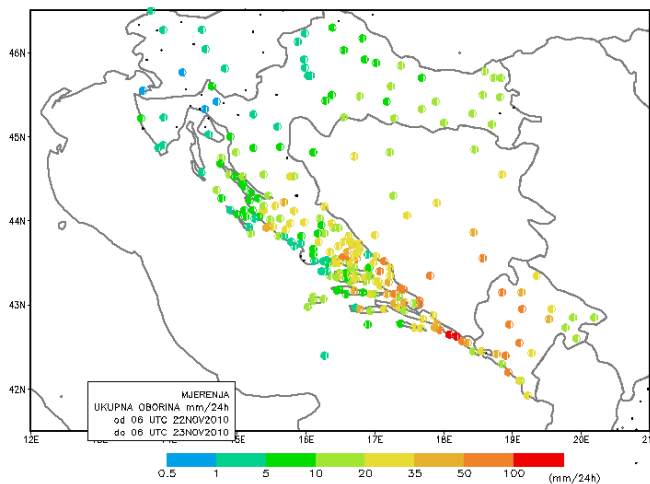 46N
45N
44N
43N
42N
MJERENJA
UKUPNA OBORINA mm/24h
od 06 UTC 22NOV2010
do 06 UTC 23NOV2010
12E 15E 16E 17E 18E 19E 20E 21
0.5 1 5 10 20 35 50 100 (mm/24h)